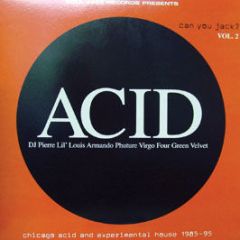 RECORDS PRESENTS
can you jack?
VOL. 2
ACID
DJ Pierre Lil' Louis Armando Phuture Virgo Four Green Velvet
chicago acid and experimental house 1985-95